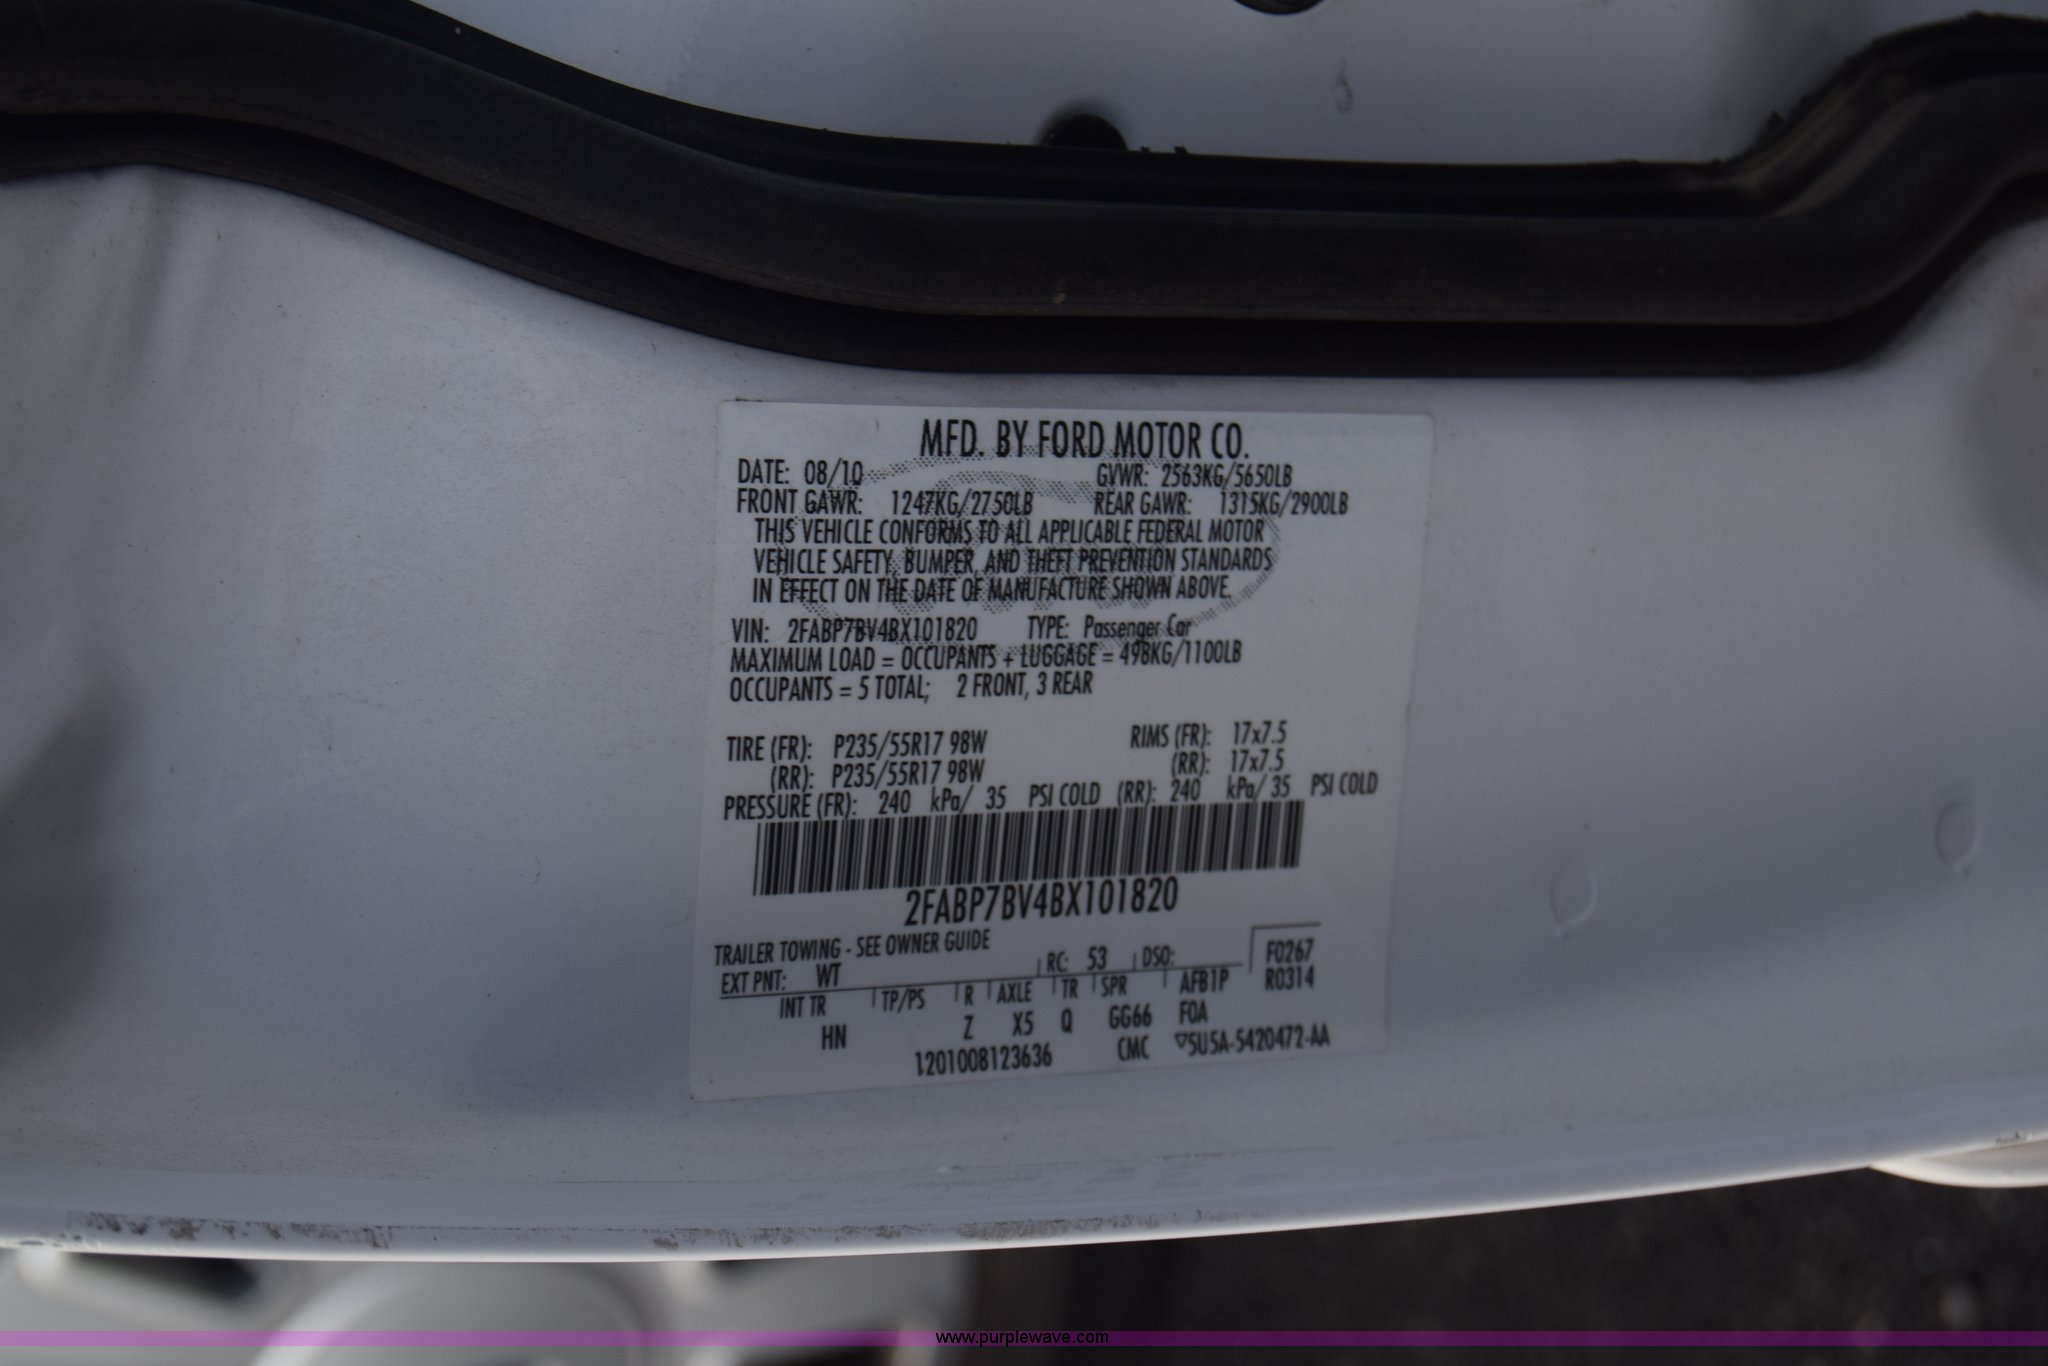 MFD. BY FORD MOTOR CO.
DATE: 08/10 GVWR: 2563KG/5650LB
FRONT GAWR: 1247KG/2750LB REAR GAWR: 1315KG/2900LB
THIS VEHICLE CONFORMS TO ALL APPLICABLE FEDERAL MOTOR
VEHICLE SAFETY, BUMPER, AND THEFT PREVENTION STANDARDS
IN EFFECT ON THE DATE OF MANUFACTURE SHOWN ABOVE.
VIN: 2FABP7BV4BX101820 TYPE: Passenger Car
MAXIMUM LOAD = OCCUPANTS + LUGGAGE = 498KG/1100LB
OCCUPANTS = 5 TOTAL; 2 FRONT, 3 REAR
TIRE (FR): P235/55R17 98W RIMS (FR): 17x7.5
(RR): P235/55R17 98W (RR): 17x7.5
PRESSURE (FR): 240 kPa/ 35 PSI COLD (RR): 240 kPa/ 35 PSI COLD
2FABP7BV4BX101820
TRAILER TOWING - SEE OWNER GUIDE
EXT PNT: WT RC: 53 DSO: F0267
INT TR TP/PS R AXLE TR SPR AFB1P R0314
HN Z X5 Q GG66 FOA
1201008123636 CMC ▽5U5A-5420472-AA
www.purplewave.com